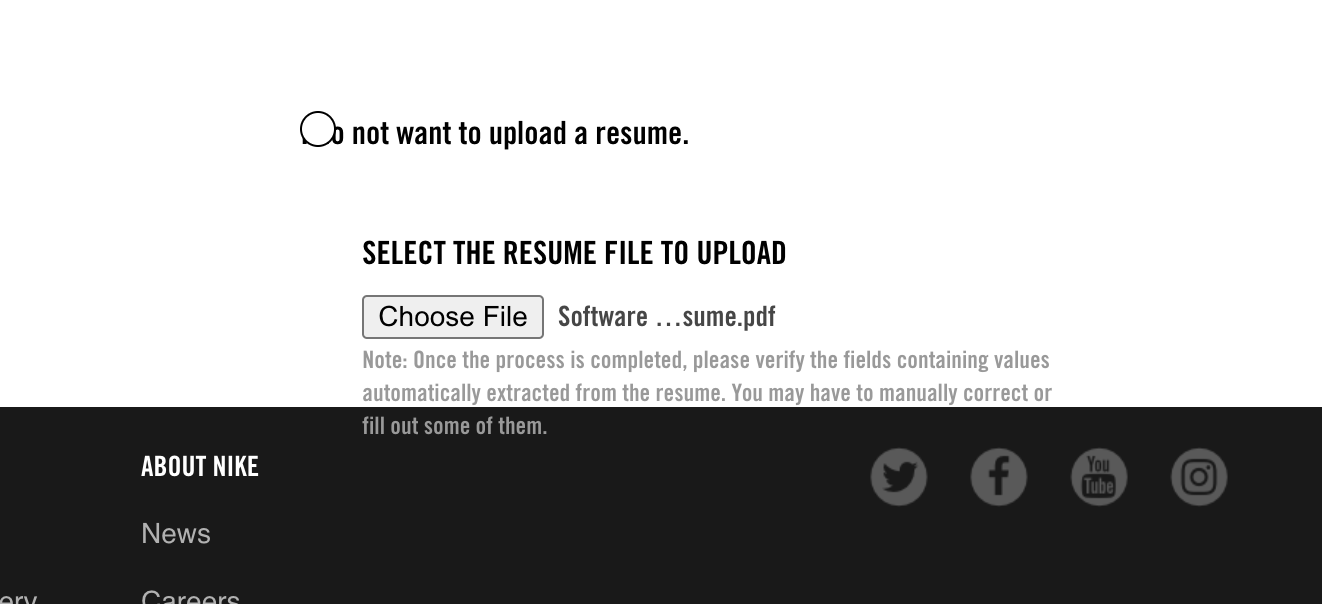 o not want to upload a resume.
SELECT THE RESUME FILE TO UPLOAD
Choose File Software …sume.pdf
Note: Once the process is completed, please verify the fields containing values
automatically extracted from the resume. You may have to manually correct or
fill out some of them.
ABOUT NIKE
You
Tube
News
ery
Careers